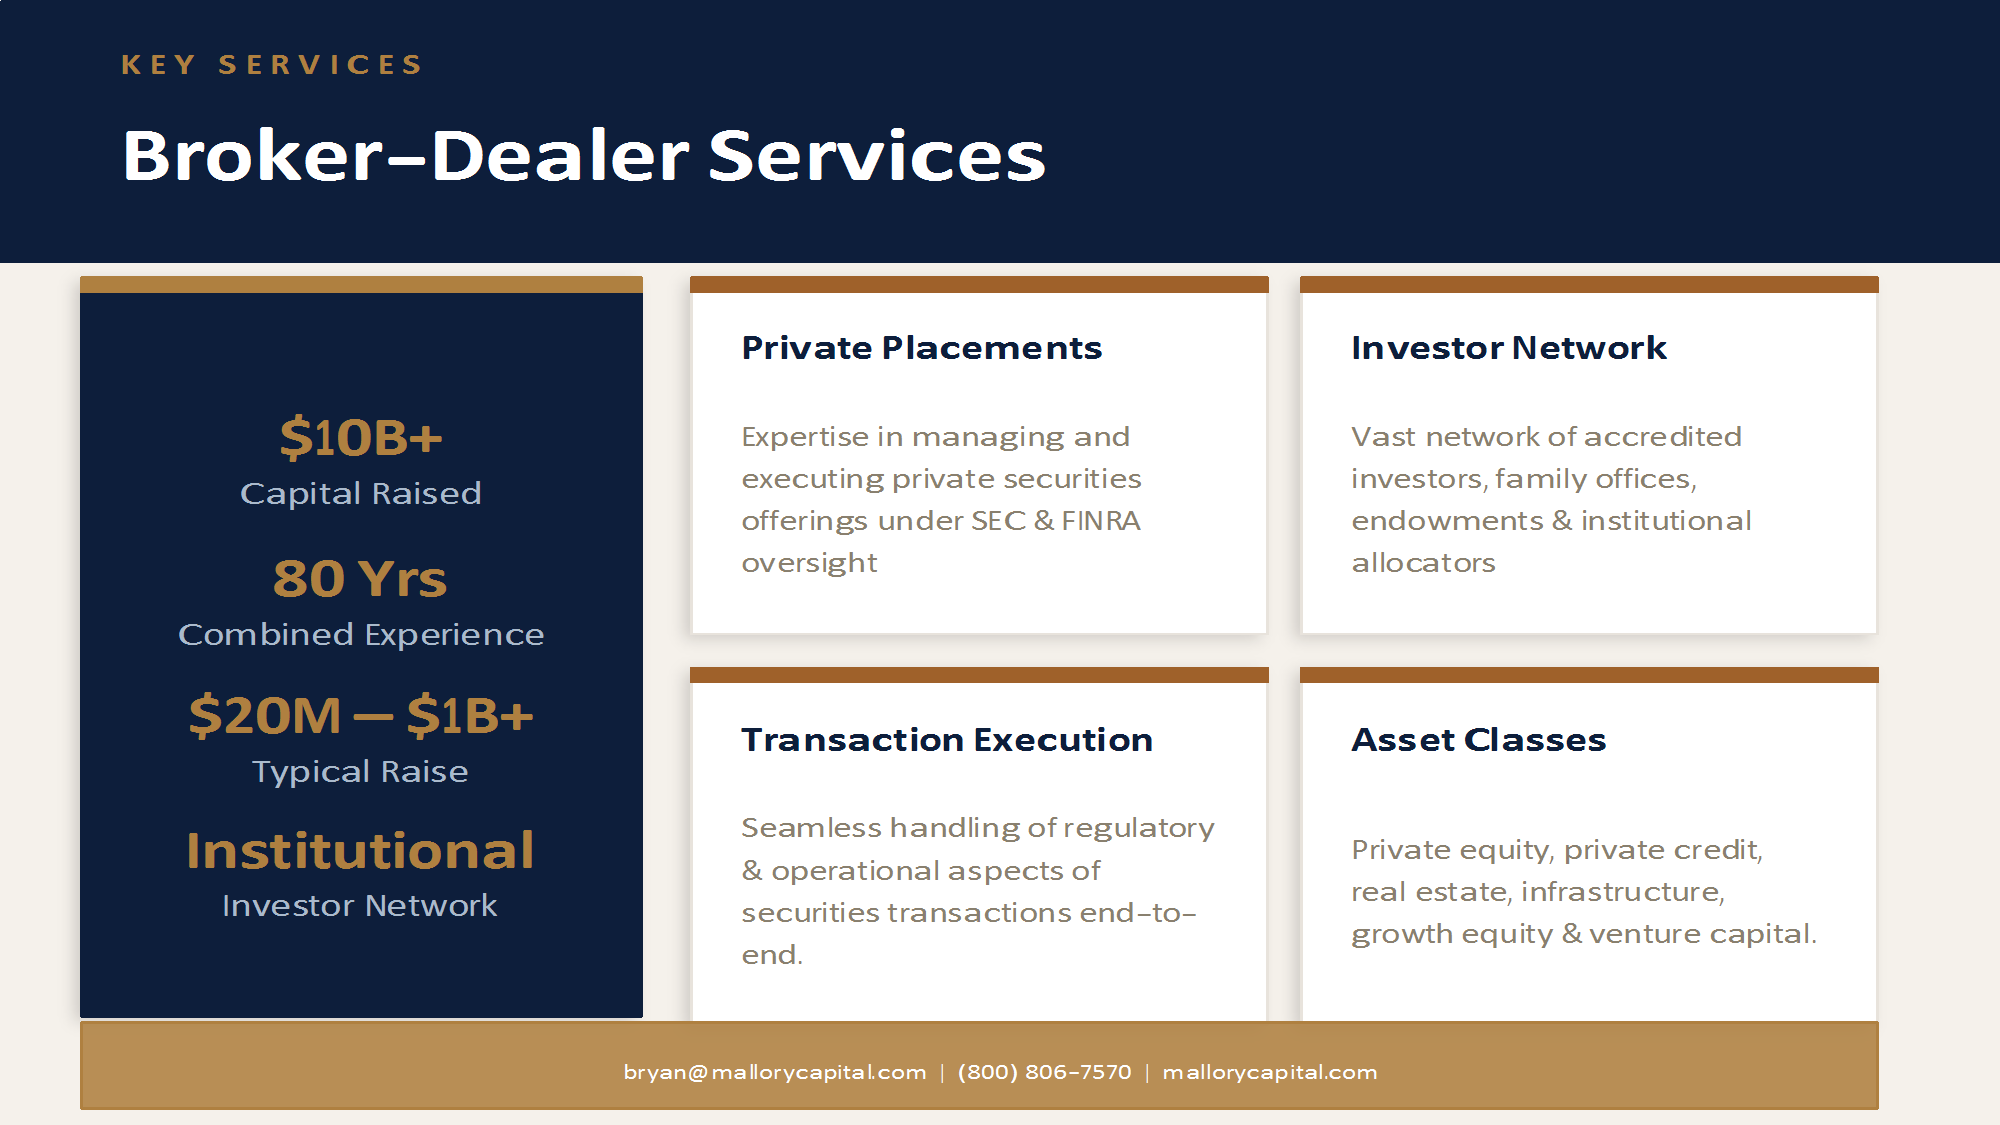 KEY SERVICES
Broker-Dealer Services
$10B+
Capital Raised
80 Yrs
Combined Experience
$20M — $1B+
Typical Raise
Institutional
Investor Network
Private Placements
Expertise in managing and
executing private securities
offerings under SEC & FINRA
oversight
Investor Network
Vast network of accredited
investors, family offices,
endowments & institutional
allocators
Transaction Execution
Seamless handling of regulatory
& operational aspects of
securities transactions end-to-
end.
Asset Classes
Private equity, private credit,
real estate, infrastructure,
growth equity & venture capital.
bryan@mallorycapital.com | (800) 806-7570 | mallorycapital.com